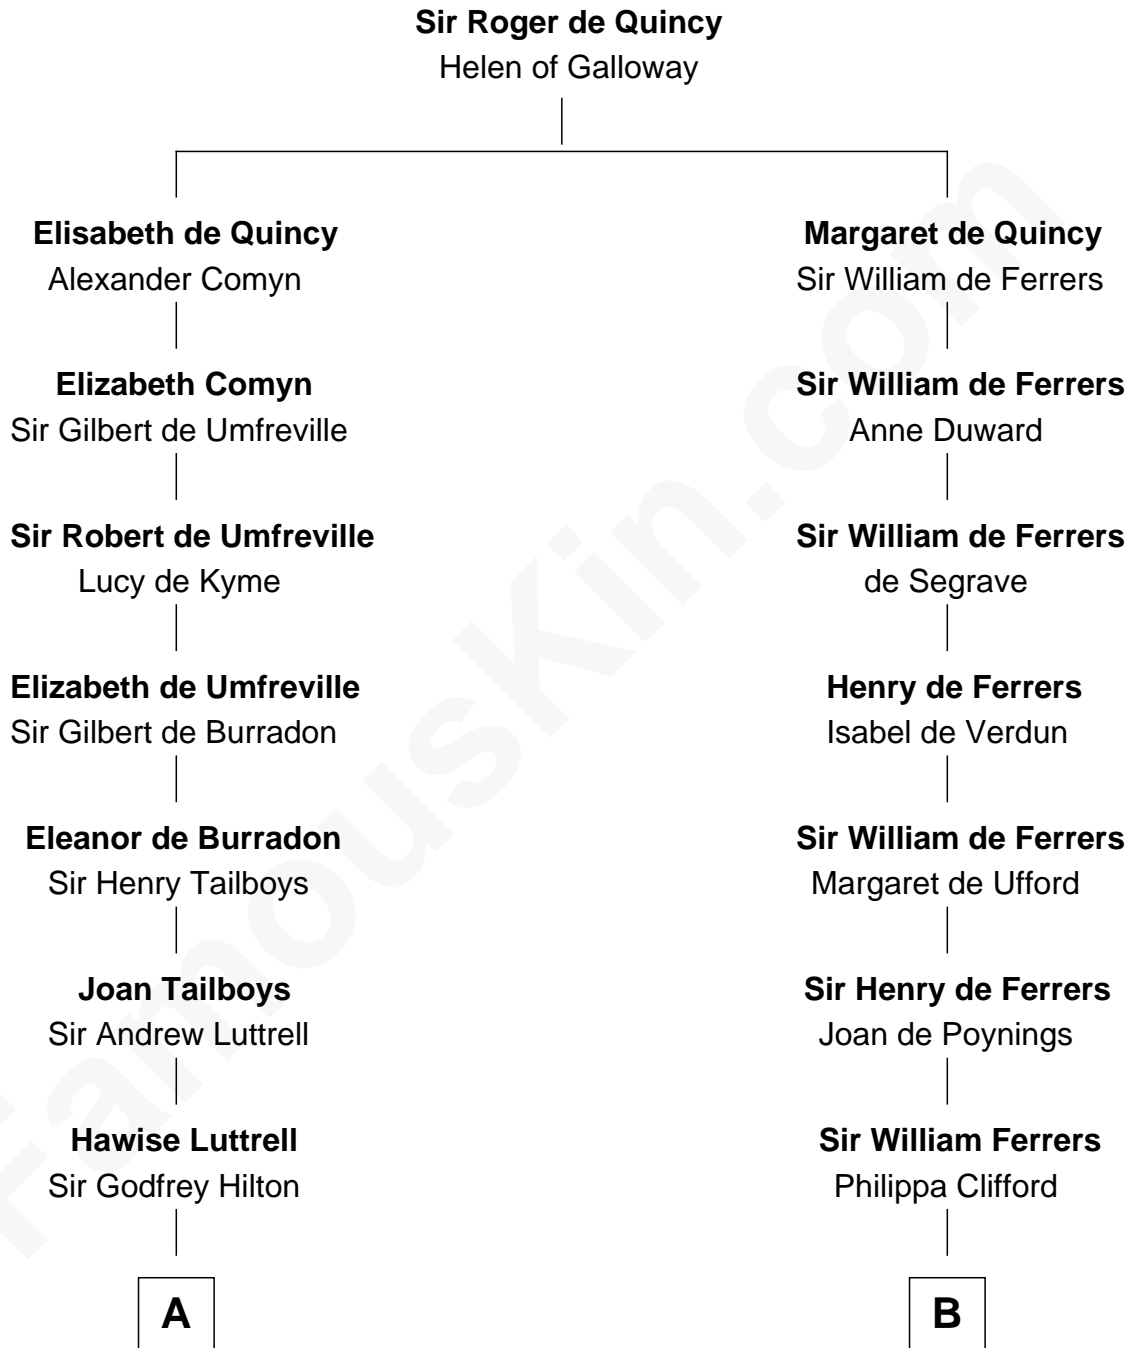 Sir Roger de Quincy
Helen of Galloway
Elisabeth de Quincy
Alexander Comyn
Margaret de Quincy
Sir William de Ferrers
Elizabeth Comyn
Sir Gilbert de Umfreville
Sir William de Ferrers
Anne Duward
Sir Robert de Umfreville
Lucy de Kyme
Sir William de Ferrers
de Segrave
Elizabeth de Umfreville
Sir Gilbert de Burradon
Henry de Ferrers
Isabel de Verdun
Eleanor de Burradon
Sir Henry Tailboys
Sir William de Ferrers
Margaret de Ufford
Joan Tailboys
Sir Andrew Luttrell
Sir Henry de Ferrers
Joan de Poynings
Hawise Luttrell
Sir Godfrey Hilton
Sir William Ferrers
Philippa Clifford
A
B
FamousKin.com